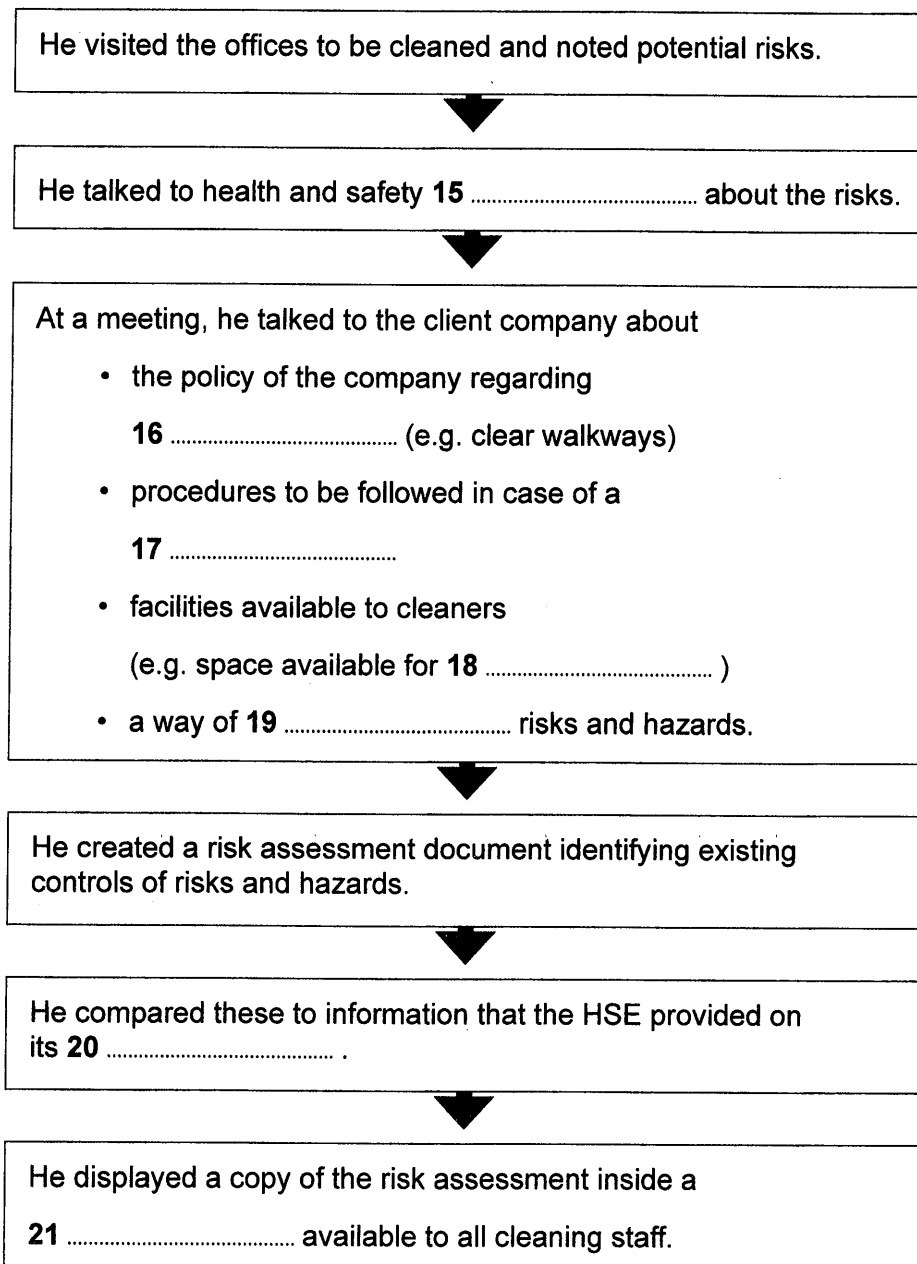 He visited the offices to be cleaned and noted potential risks.
He talked to health and safety 15 ........................................ about the risks.
At a meeting, he talked to the client company about
• the policy of the company regarding
16 ........................................ (e.g. clear walkways)
• procedures to be followed in case of a
17 ........................................
• facilities available to cleaners
(e.g. space available for 18 ........................................ )
• a way of 19 ........................................ risks and hazards.
He created a risk assessment document identifying existing
controls of risks and hazards.
He compared these to information that the HSE provided on
its 20 ........................................ .
He displayed a copy of the risk assessment inside a
21 ........................................ available to all cleaning staff.